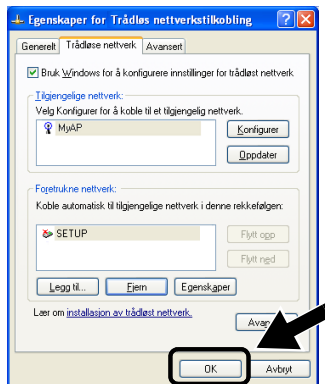 Egenskaper for Trådløs nettverkstilkobling
Generelt Trådløse nettverk Avansert
Bruk Windows for å konfigurere innstillinger for trådløst nettverk
Tilgjengelige nettverk:
Velg Konfigurer for å koble til et tilgjengelig nettverk.
MyAP
Konfigurer
Oppdater
Foretrukne nettverk:
Koble automatisk til tilgjengelige nettverk i denne rekkefølgen:
SETUP
Flytt opp
Flytt ned
Legg til... Fjern Egenskaper
Lær om installasjon av trådløst nettverk.
OK Avbryt